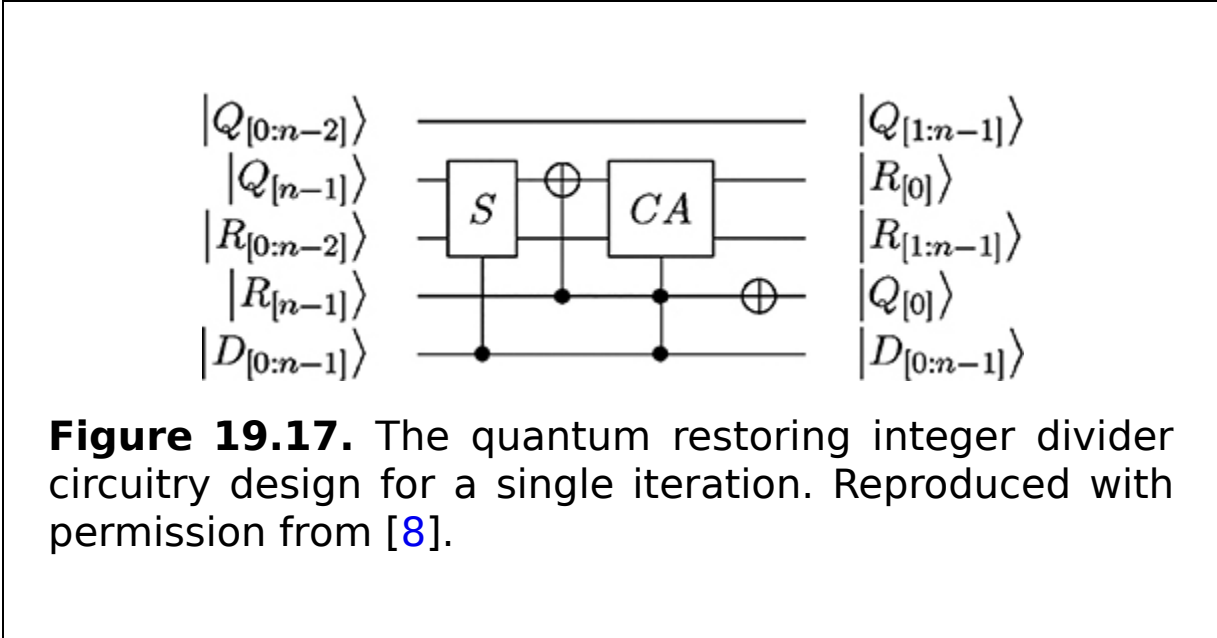 |Q[0:n−2]⟩ |Q[1:n−1]⟩
|Q[n−1]⟩ |R[0]⟩
S CA
|R[0:n−2]⟩ |R[1:n−1]⟩
|R[n−1]⟩ |Q[0]⟩
|D[0:n−1]⟩ |D[0:n−1]⟩
Figure 19.17. The quantum restoring integer divider
circuitry design for a single iteration. Reproduced with
permission from [8].